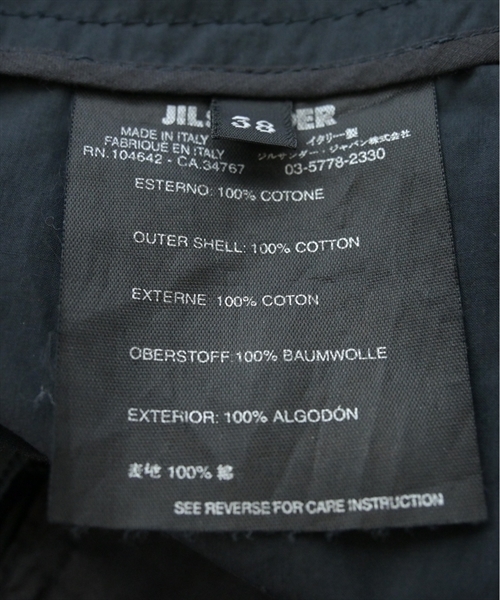 JIL SANDER
38
MADE IN ITALY
FABRIQUÉ EN ITALY
RN. 104642 - CA.34767
イタリー製
ジルサンダー・ジャパン株式会社
03-5778-2330
ESTERNO: 100% COTONE
OUTER SHELL: 100% COTTON
EXTERNE 100% COTON
OBERSTOFF: 100% BAUMWOLLE
EXTERIOR: 100% ALGODÓN
表地 100% 綿
SEE REVERSE FOR CARE INSTRUCTION